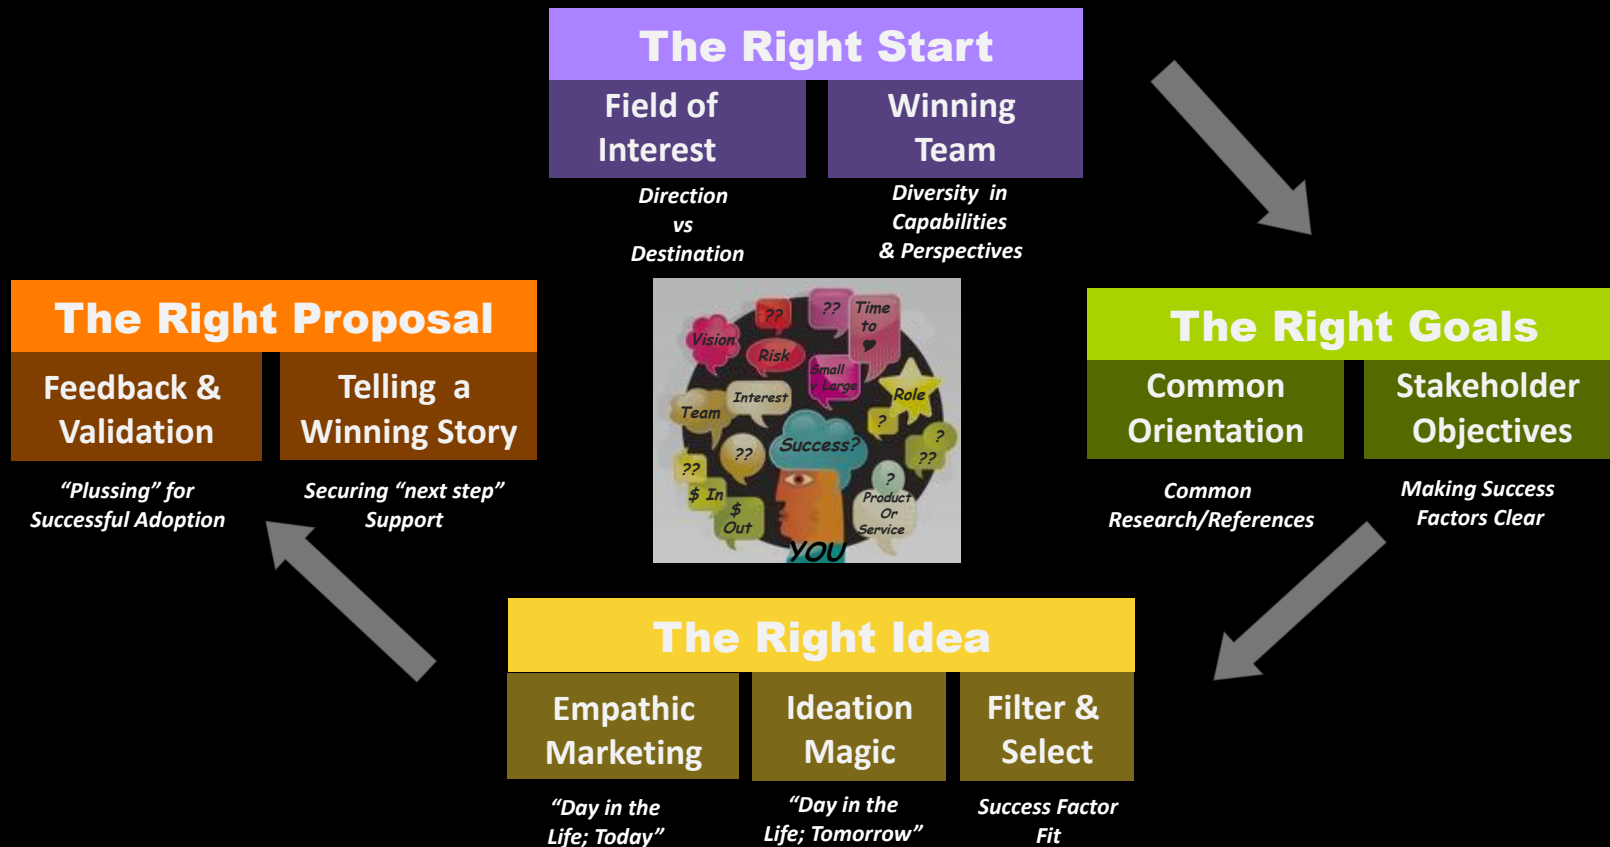 The Right Start
Field of
Interest
Winning
Team
Direction
vs
Destination
Diversity in
Capabilities
& Perspectives
The Right Proposal
Feedback &
Validation
Telling a
Winning Story
"Plussing" for
Successful Adoption
Securing "next step"
Support
??
??
Time
to
Vision
Risk
Small
v Large
Interest
Role
Team
?
Success?
?
??
??
??
?
$ In
Product
Or
Service
$
Out
YOU
The Right Goals
Common
Orientation
Stakeholder
Objectives
Common
Research/References
Making Success
Factors Clear
The Right Idea
Empathic
Marketing
Ideation
Magic
Filter &
Select
“Day in the
Life; Today”
“Day in the
Life; Tomorrow”
Success Factor
Fit